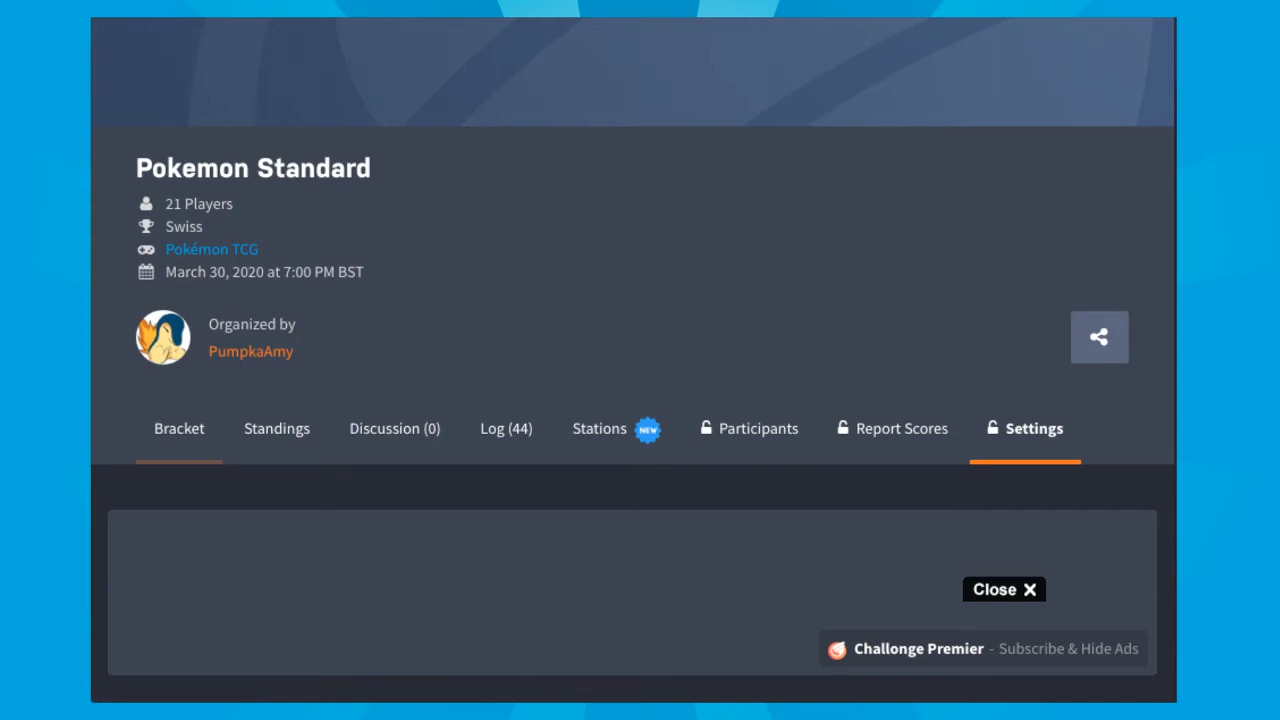 Pokemon Standard
21 Players
Swiss
Pokémon TCG
March 30, 2020 at 7:00 PM BST
Organized by
PumpkaAmy
Bracket Standings Discussion (0) Log (44) Stations NEW Participants Report Scores Settings
Close X
Challonge Premier - Subscribe & Hide Ads